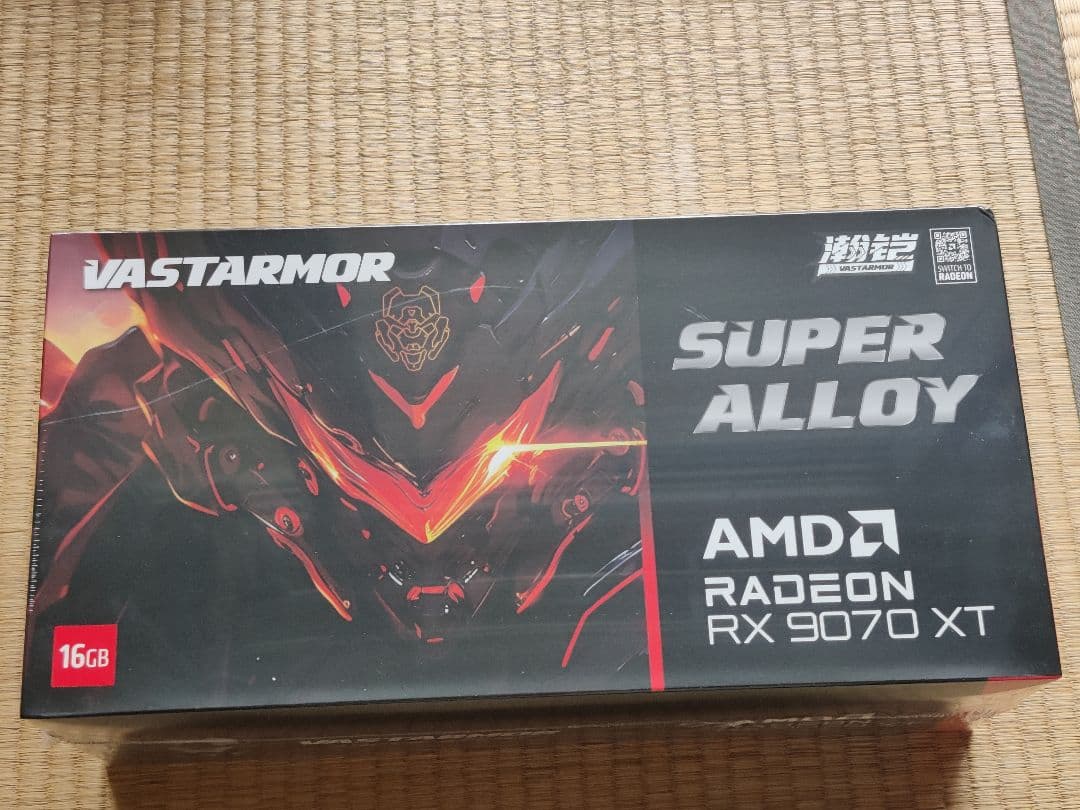 VASTARMOR
瀚铠
VASTARMOR
SWITCH TO
RADEON
SUPER
ALLOY
AMD
RADEON
RX 9070 XT
16GB